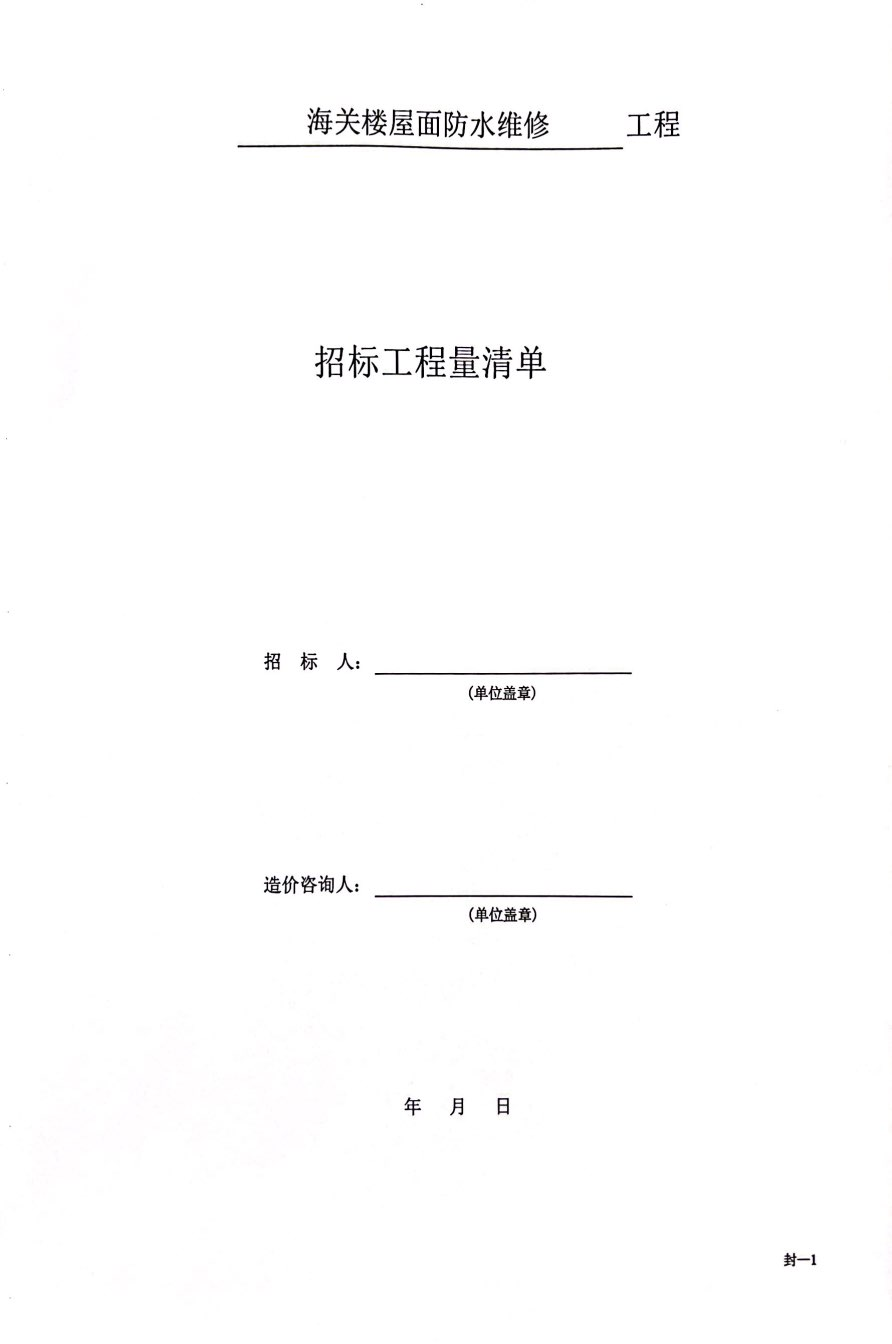 海关楼屋面防水维修 工程
招标工程量清单
招 标 人：
(单位盖章)
造价咨询人：
(单位盖章)
年 月 日
封—1